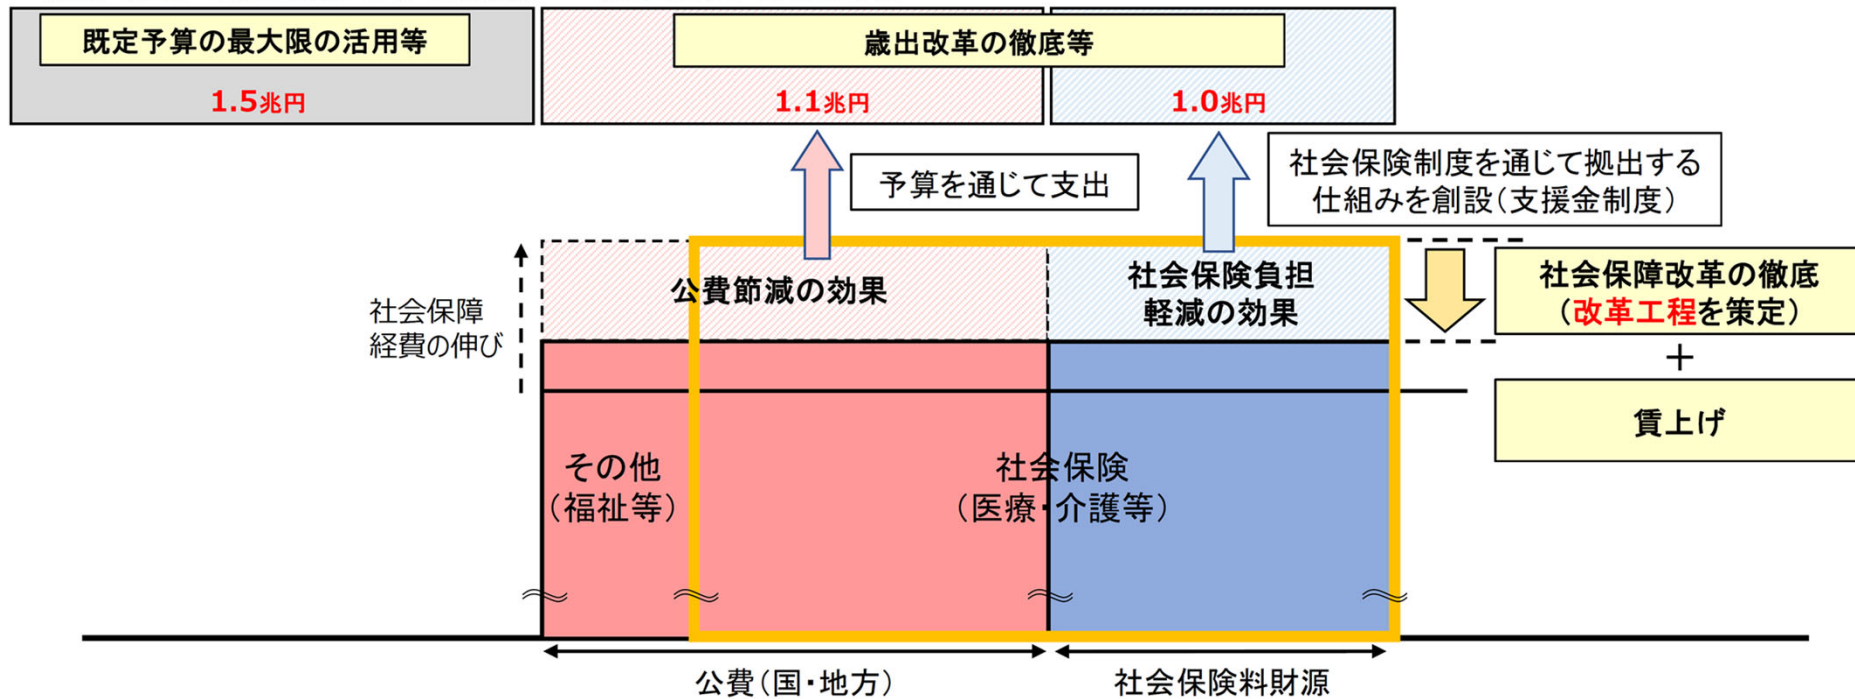 既定予算の最大限の活用等
1.5兆円
歳出改革の徹底等
1.1兆円
1.0兆円
予算を通じて支出
社会保険制度を通じて拠出する
仕組みを創設（支援金制度）
社会保障
経費の伸び
公費節減の効果
社会保険負担
軽減の効果
社会保障改革の徹底
（改革工程を策定）
＋
賃上げ
その他
（福祉等）
社会保険
（医療・介護等）
公費（国・地方）
社会保険料財源